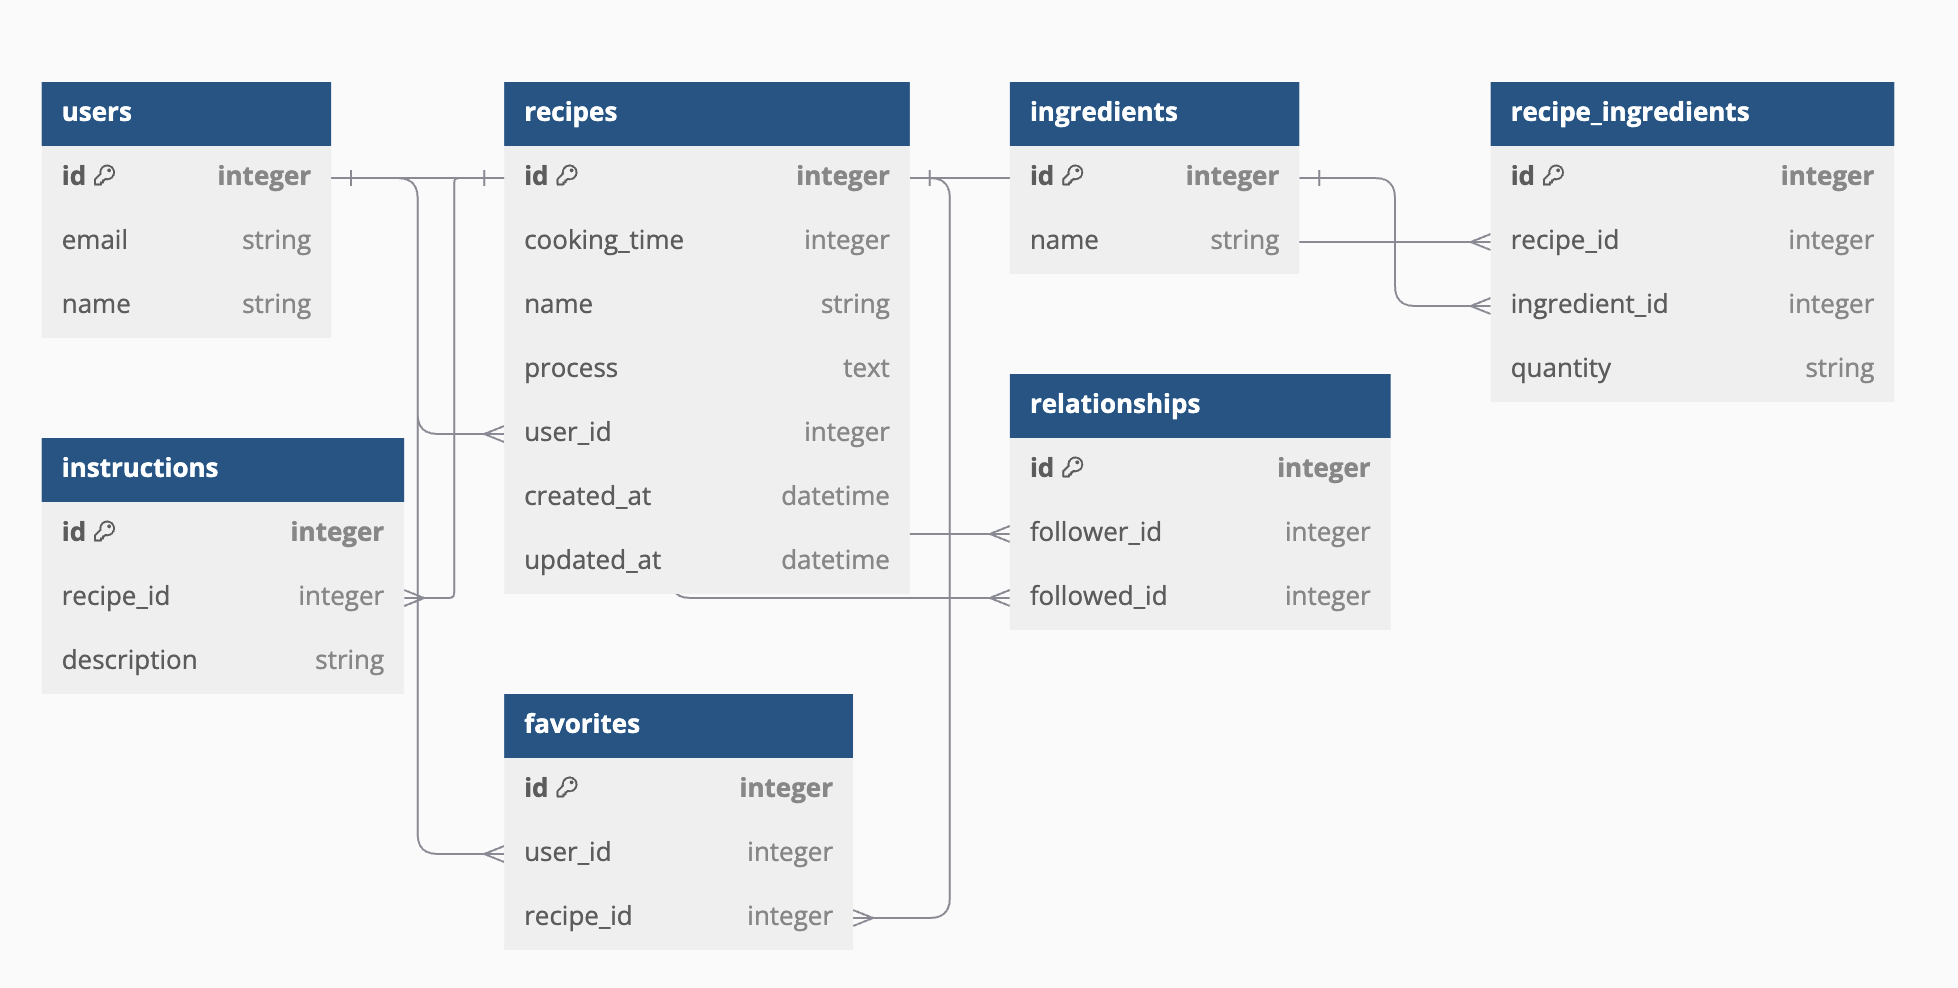 users
id integer
email string
name string
recipes
id integer
cooking_time integer
name string
process text
user_id integer
created_at datetime
updated_at datetime
ingredients
id integer
name string
recipe_ingredients
id integer
recipe_id integer
ingredient_id integer
quantity string
relationships
id integer
follower_id integer
followed_id integer
instructions
id integer
recipe_id integer
description string
favorites
id integer
user_id integer
recipe_id integer